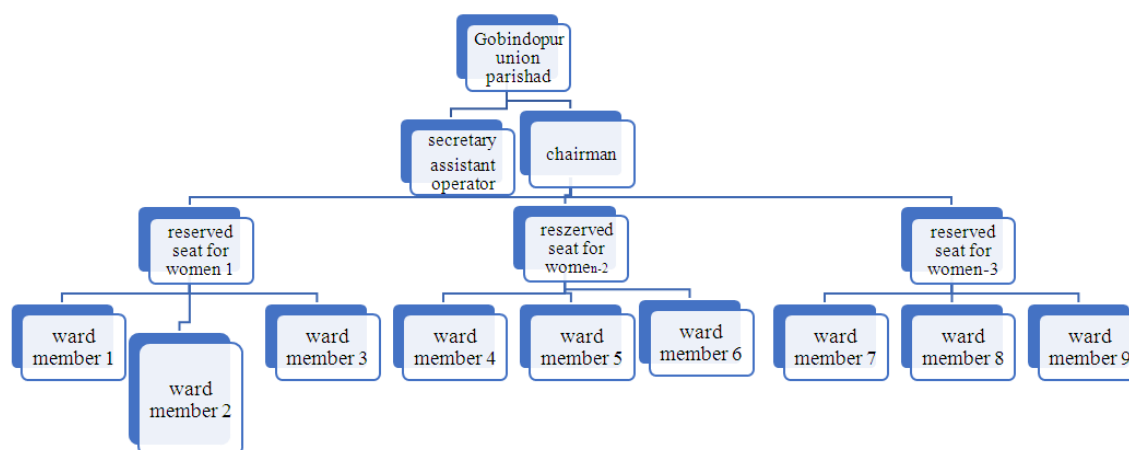 Gobindopur
union
parishad
secretary
assistant
operator
chairman
reserved
seat for
women 1
reszerved
seat for
women-2
reserved
seat for
women-3
ward
member 1
ward
member 2
ward
member 3
ward
member 4
ward
member 5
ward
member 6
ward
member 7
ward
member 8
ward
member 9